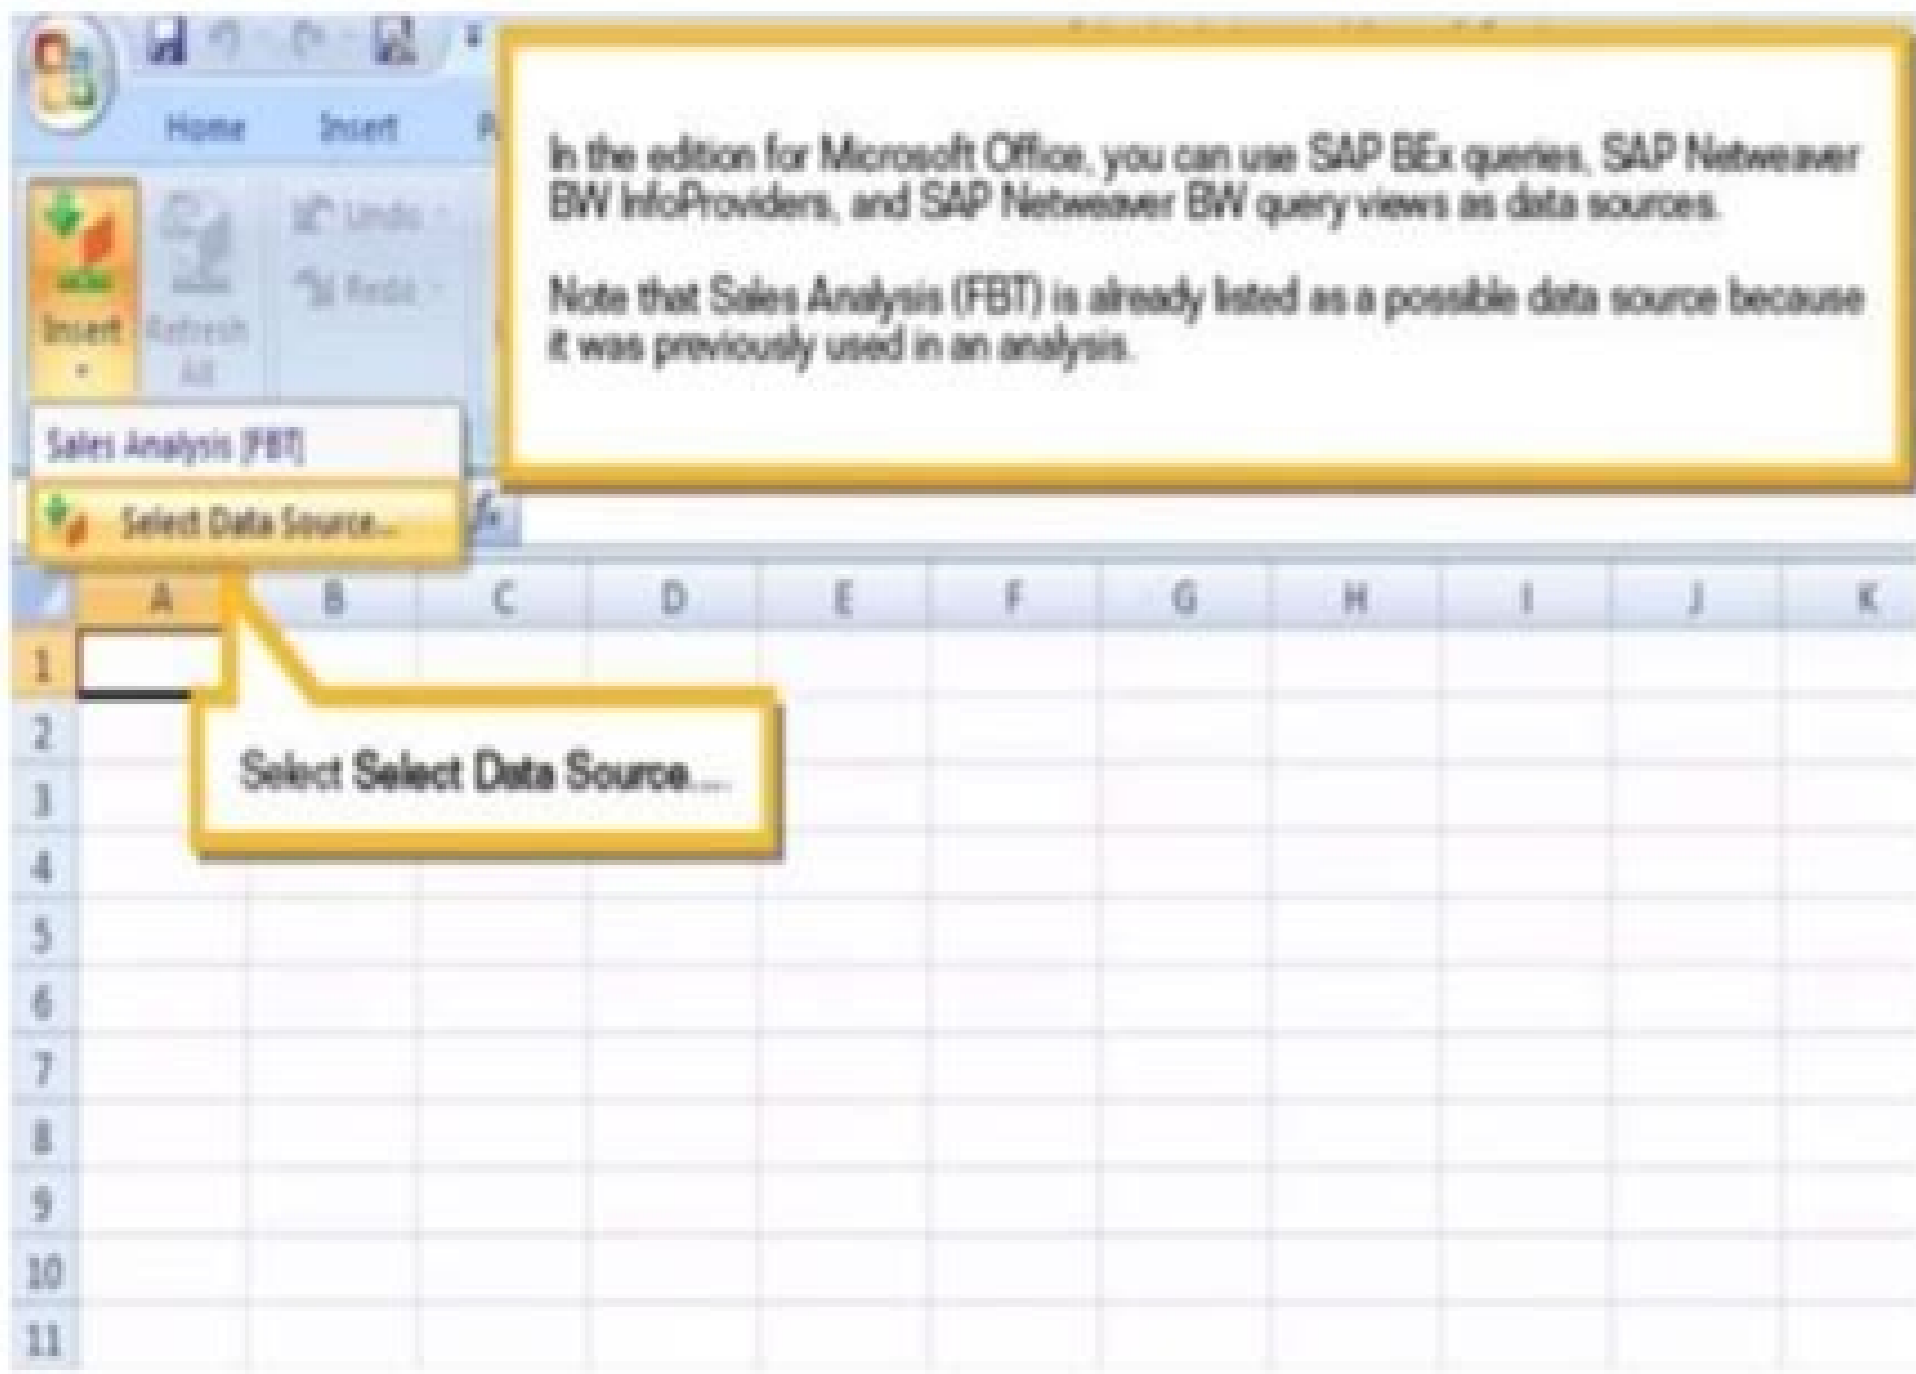 Home Insert
In the edition for Microsoft Office, you can use SAP BEx queries, SAP Netweaver
BW InfoProviders, and SAP Netweaver BW query views as data sources.
Note that Sales Analysis (FBT) is already listed as a possible data source because
it was previously used in an analysis.
Undo
Redo
Insert
Refresh
All
Sales Analysis [FBT]
Select Data Source...
fx
A B C D E F G H I J K
1
2
Select Select Data Source....
3
4
5
6
7
8
9
10
11